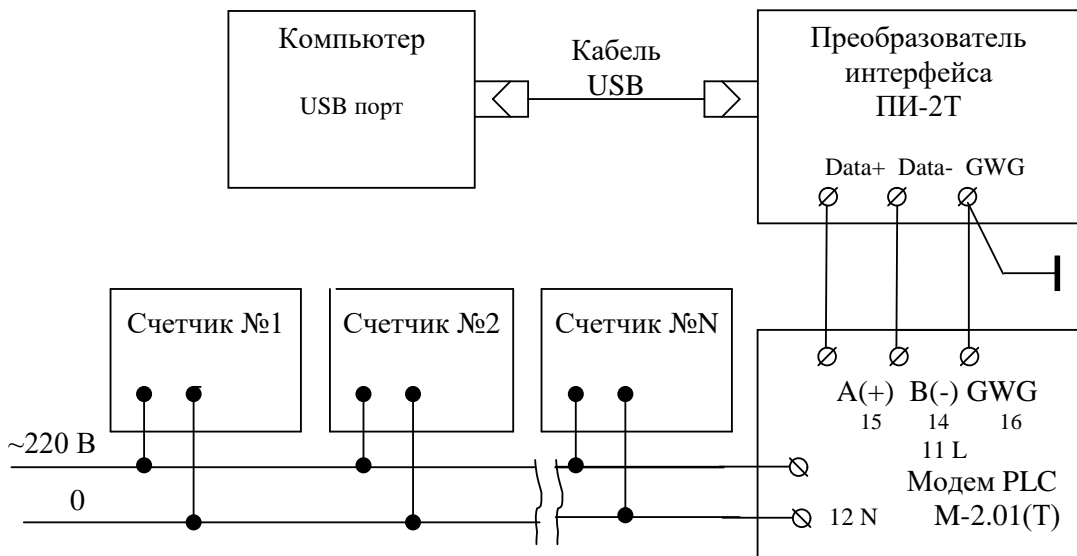 Компьютер
USB порт
Кабель
USB
Преобразователь
интерфейса
ПИ-2Т
Data+ Data- GWG
Счетчик №1
Счетчик №2
Счетчик №N
A(+) B(-) GWG
15 14 16
11 L
~220 В
Модем PLC
0
12 N
М-2.01(Т)